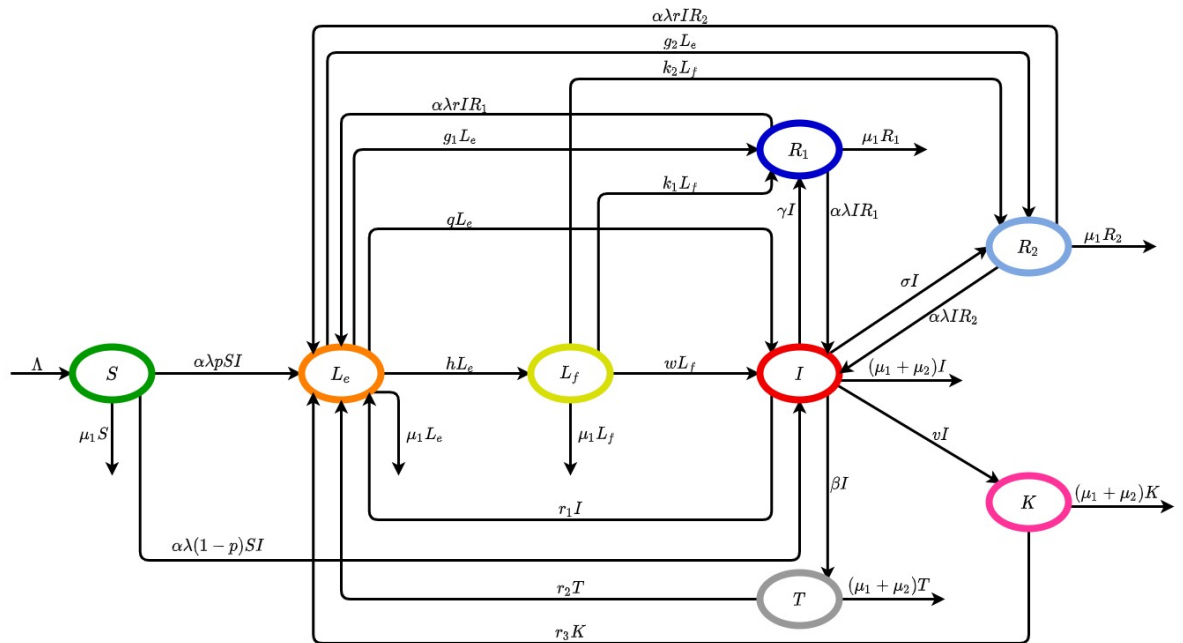 αλrIR₂
g₂Lₑ
k₂L_f
αλrIR₁
g₁Lₑ
R₁
μ₁R₁
k₁L_f
γI
αλIR₁
qLₑ
R₂
μ₁R₂
σI
αλIR₂
Λ
S
αλpSI
Lₑ
hLₑ
L_f
wL_f
I
(μ₁ + μ₂)I
μ₁S
μ₁Lₑ
μ₁L_f
vI
βI
K
(μ₁ + μ₂)K
r₁I
αλ(1 − p)SI
r₂T
T
(μ₁ + μ₂)T
r₃K